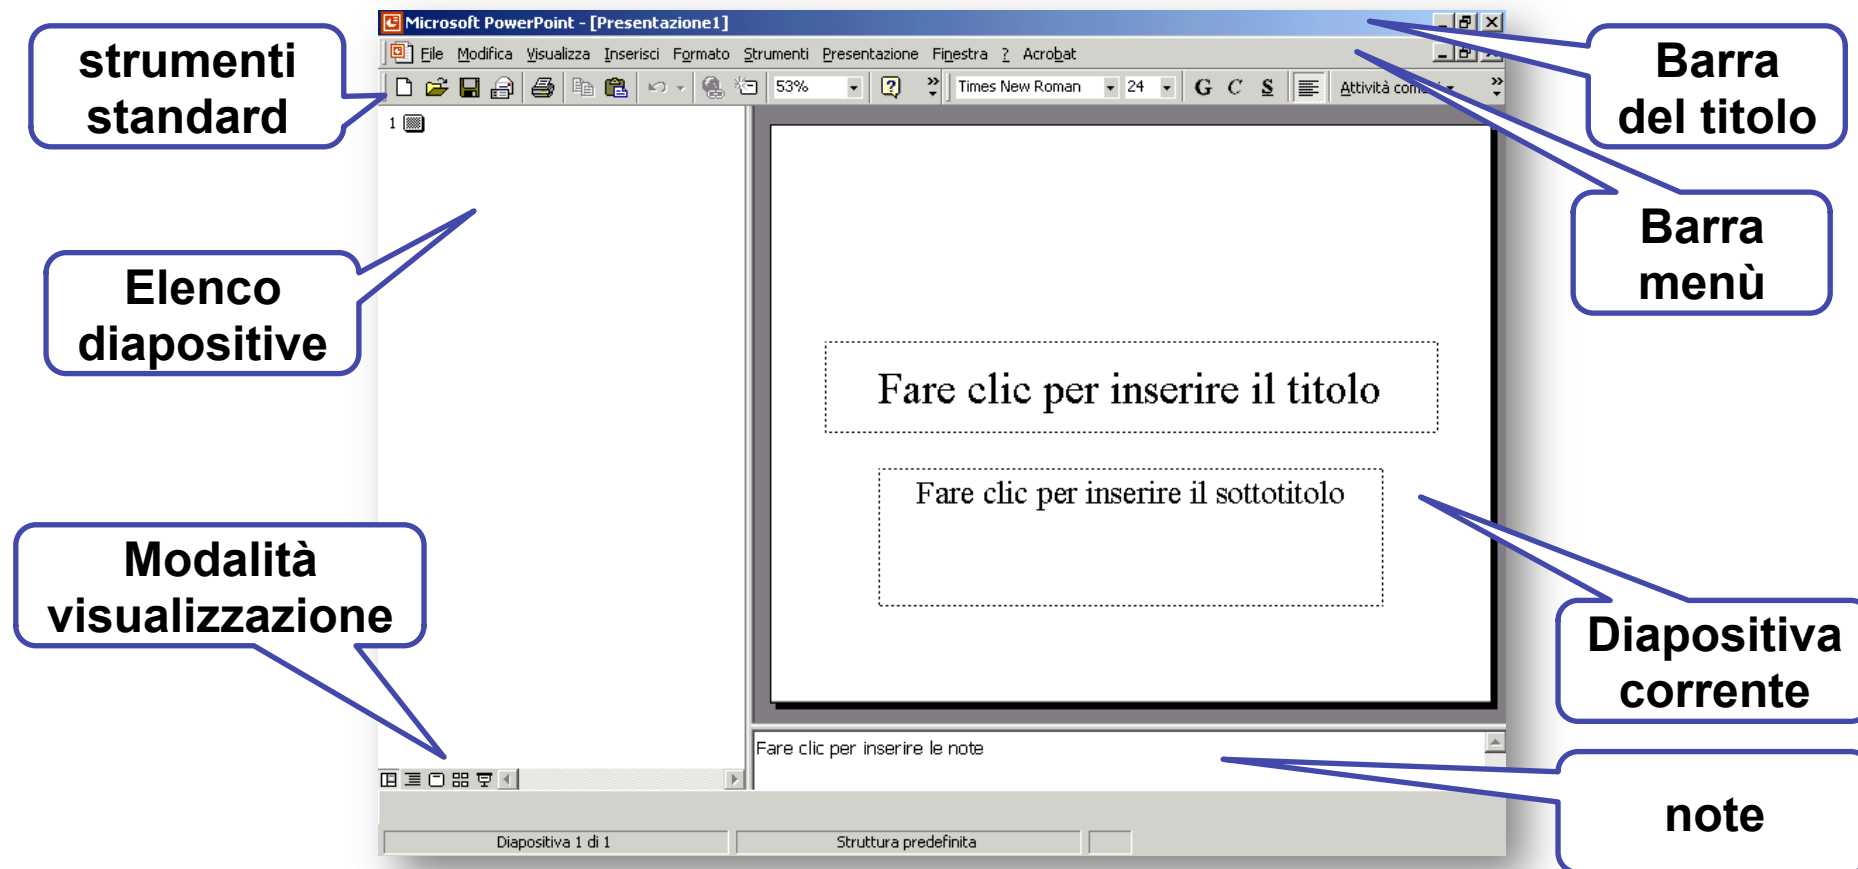 Microsoft PowerPoint - [Presentazione1]
File Modifica Visualizza Inserisci Formato Strumenti Presentazione Finestra ? Acrobat
53% Times New Roman 24 G C S Attività
strumenti
standard
Barra
del titolo
1
Barra
menù
Elenco
diapositive
Fare clic per inserire il titolo
Fare clic per inserire il sottotitolo
Modalità
visualizzazione
Diapositiva
corrente
Fare clic per inserire le note
note
Diapositiva 1 di 1
Struttura predefinita